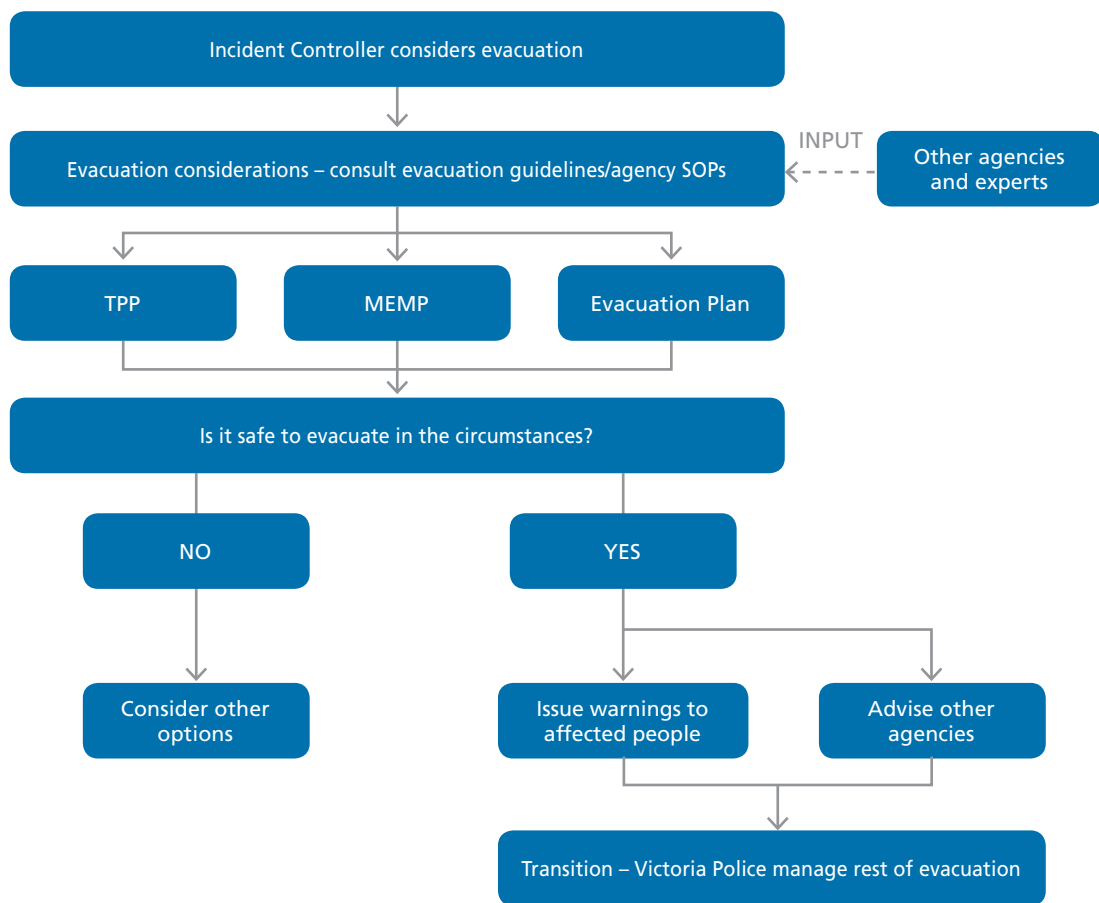 Incident Controller considers evacuation
INPUT
Evacuation considerations – consult evacuation guidelines/agency SOPs
Other agencies
and experts
TPP
MEMP
Evacuation Plan
Is it safe to evacuate in the circumstances?
NO
YES
Consider other
options
Issue warnings to
affected people
Advise other
agencies
Transition – Victoria Police manage rest of evacuation